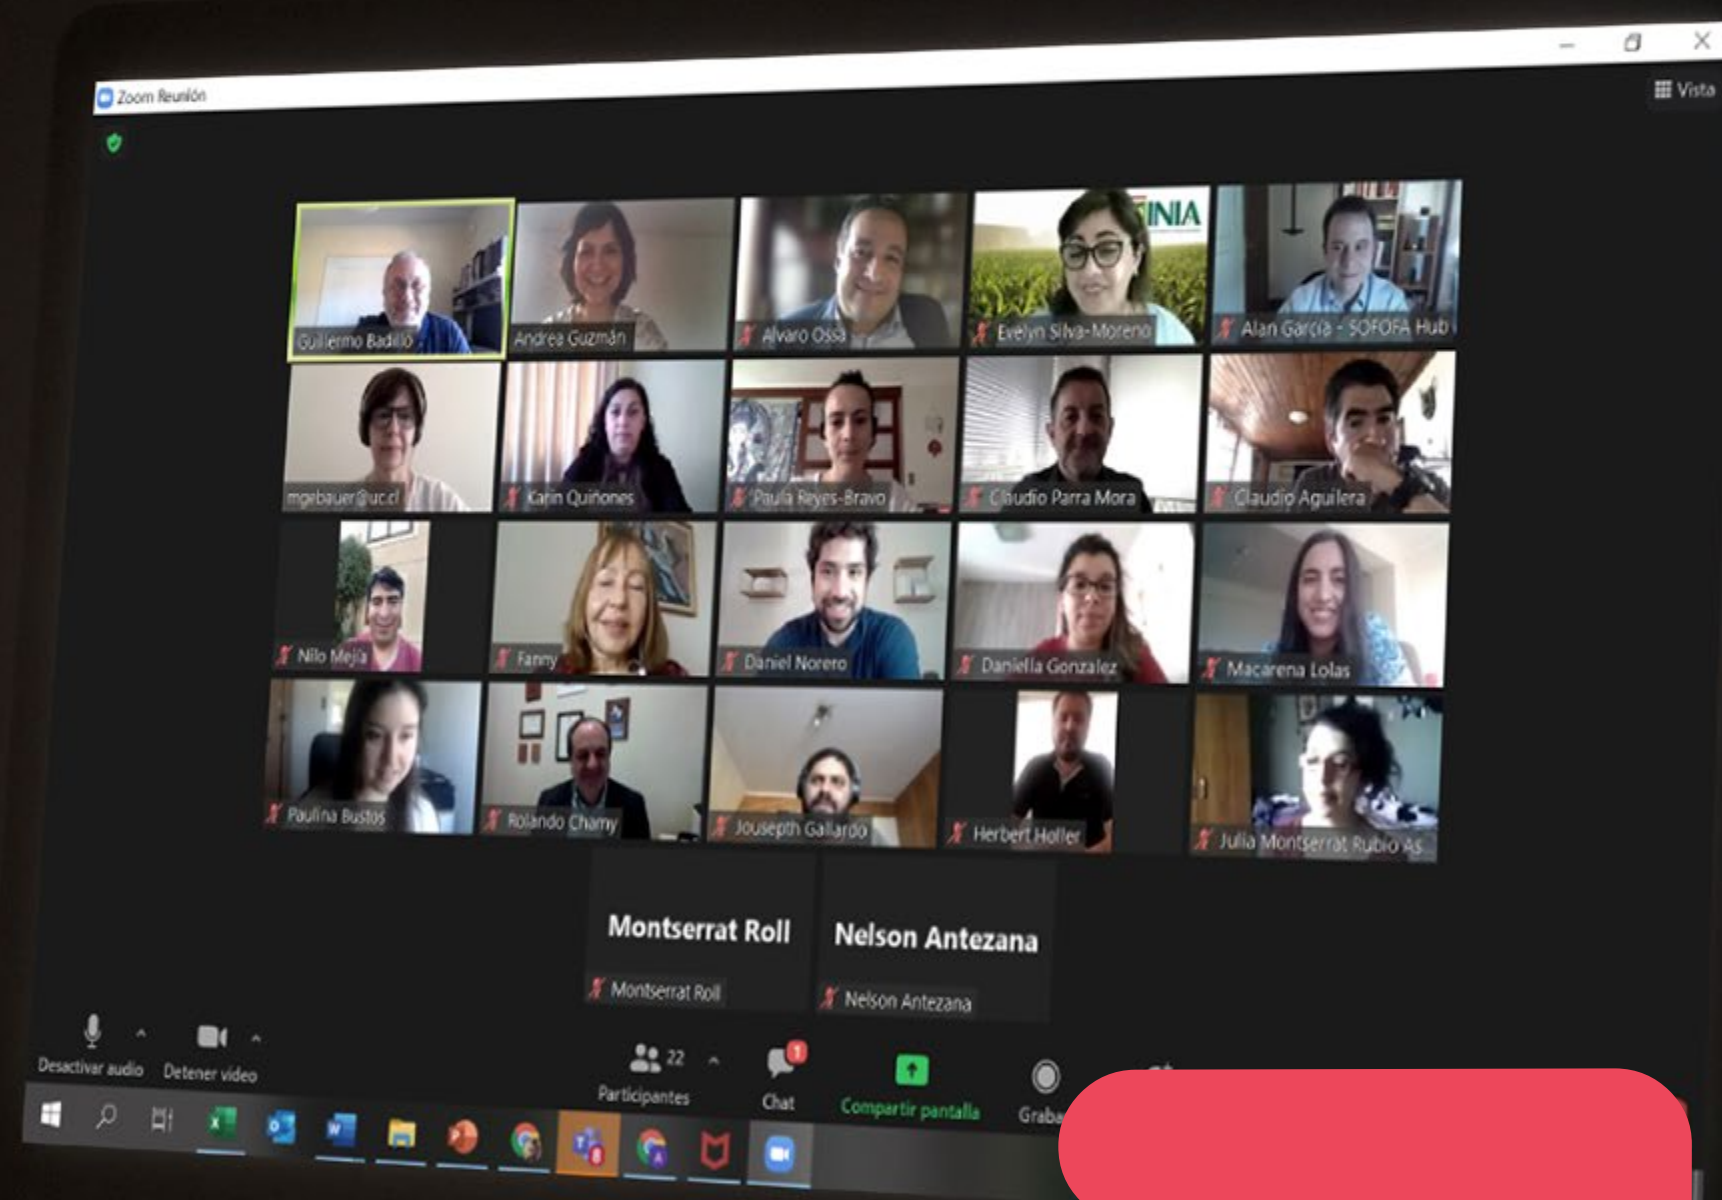 Zoom Reunión
Vista
INIA
Guillermo Badillo
Andrea Guzmán
Alvaro Ossa
Evelyn Silva-Moreno
Alan García - SOFOFA Hub
mgebauer@uc.cl
Karin Quiñones
Paula Reyes-Bravo
Claudio Parra Mora
Claudio Aguilera
Nilo Mejía
Fanny
Daniel Norero
Daniella Gonzalez
Macarena Lolas
Paulina Bustos
Rolando Chamy
Jousepth Gallardo
Herbert Holler
Julia Montserrat Rubio As
Montserrat Roll
Nelson Antezana
Montserrat Roll
Nelson Antezana
Desactivar audio
Detener video
22
Participantes
1
Chat
Compartir pantalla
Graba
8